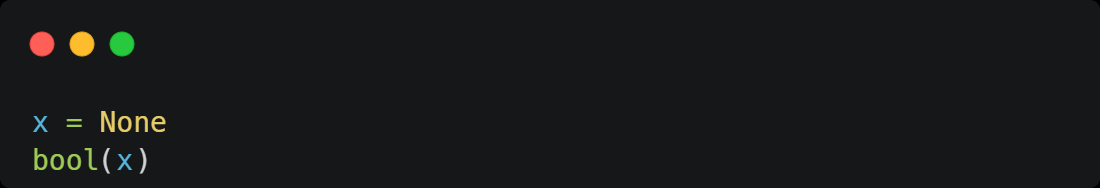 x = None
bool(x)